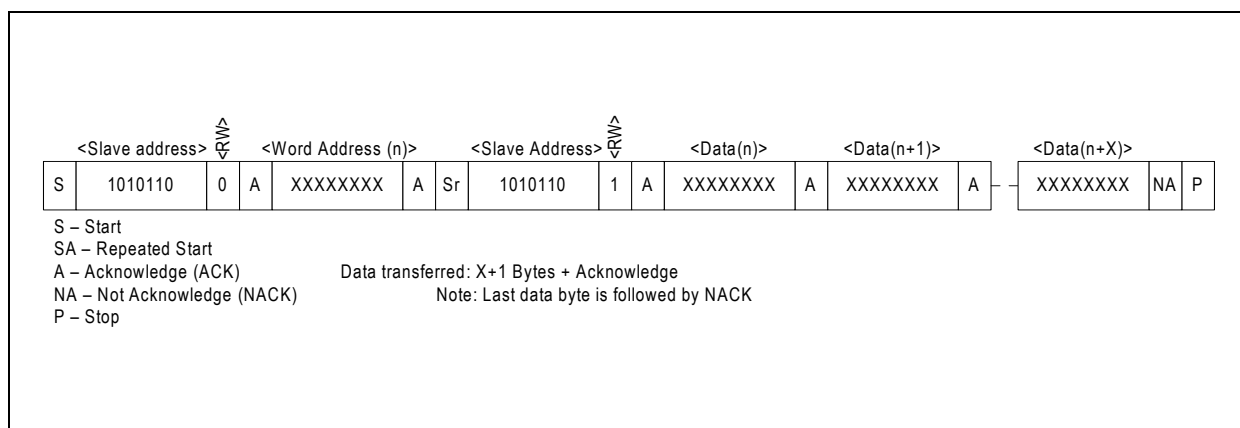 <Slave address> <RW> <Word Address (n)> <Slave Address> <RW> <Data(n)> <Data(n+1)> <Data(n+X)>
S 1010110 0 A XXXXXXXX A Sr 1010110 1 A XXXXXXXX A XXXXXXXX A XXXXXXXX NA P
S – Start
SA – Repeated Start
A – Acknowledge (ACK) Data transferred: X+1 Bytes + Acknowledge
NA – Not Acknowledge (NACK) Note: Last data byte is followed by NACK
P – Stop